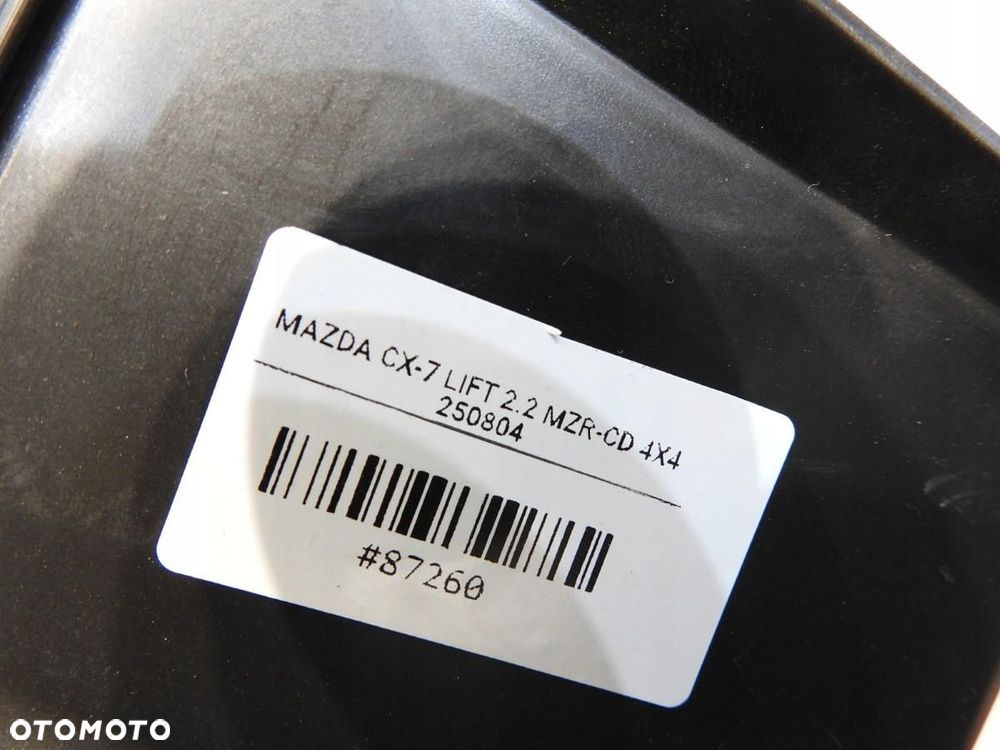 MAZDA CX-7 LIFT 2.2 MZR-CD 4X4
250804
#87260
OTOMOTO